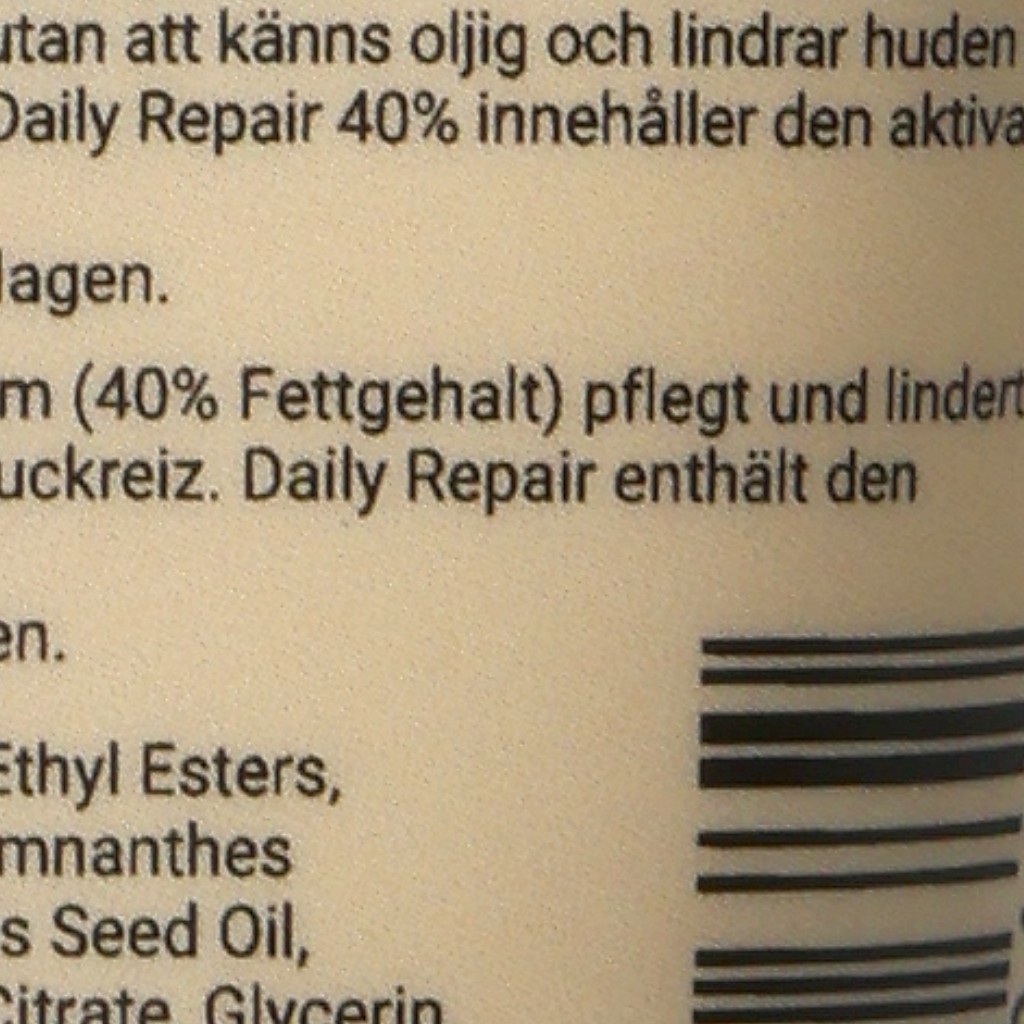 utan att känns oljig och lindrar huden
Daily Repair 40% innehåller den aktiva
lagen.
m (40% Fettgehalt) pflegt und lindert
uckreiz. Daily Repair enthält den
en.
Ethyl Esters,
mnanthes
s Seed Oil,
Citrate, Glycerin